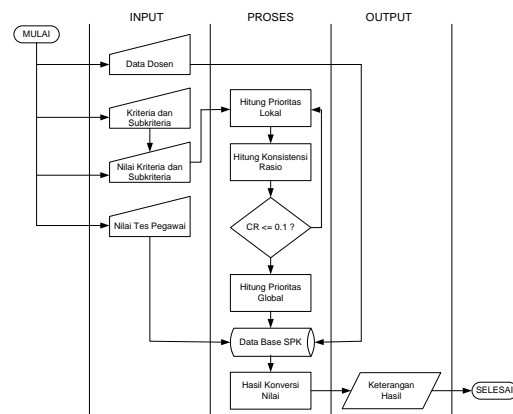 INPUT
PROSES
OUTPUT
MULAI
Data Dosen
Kriteria dan
Subkriteria
Nilai Kriteria dan
Subkriteria
Nilai Tes Pegawai
Hitung Prioritas
Lokal
Hitung Konsistensi
Rasio
CR <= 0.1 ?
Hitung Prioritas
Global
Data Base SPK
Hasil Konversi
Nilai
Keterangan
Hasil
SELESAI